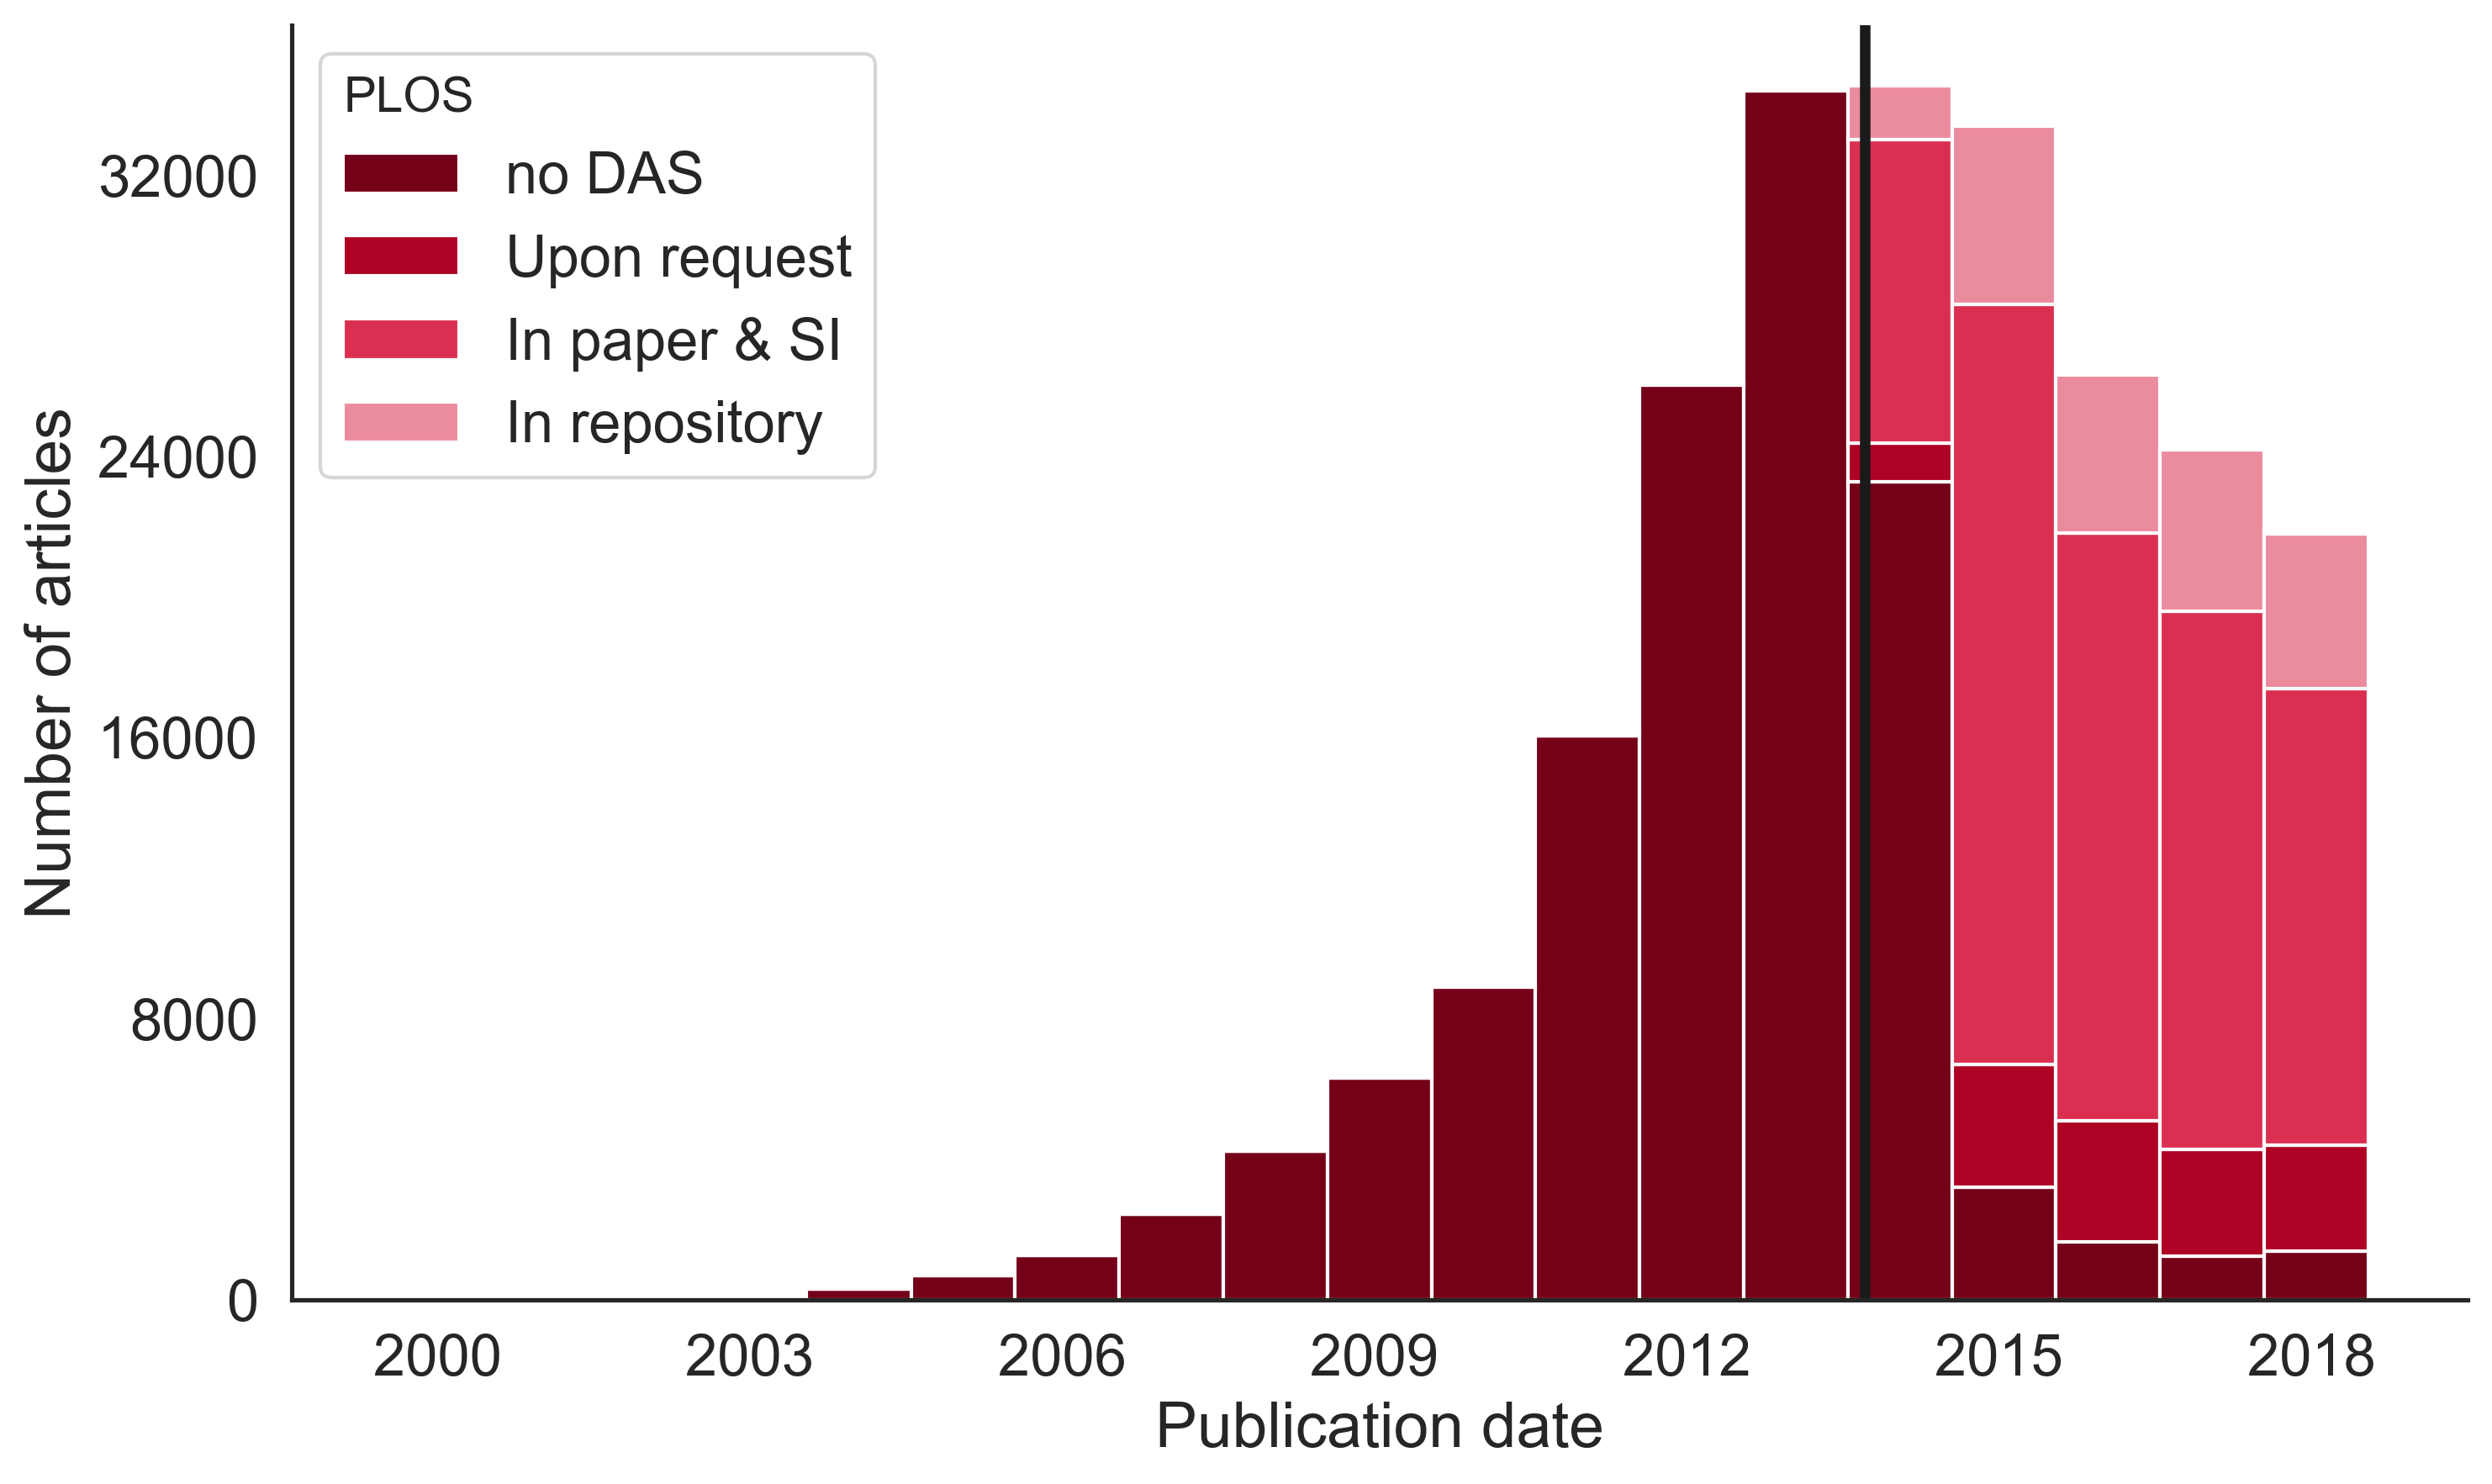 PLOS
no DAS
Upon request
In paper & SI
In repository
Number of articles
32000
24000
16000
8000
0
2000 2003 2006 2009 2012 2015 2018
Publication date